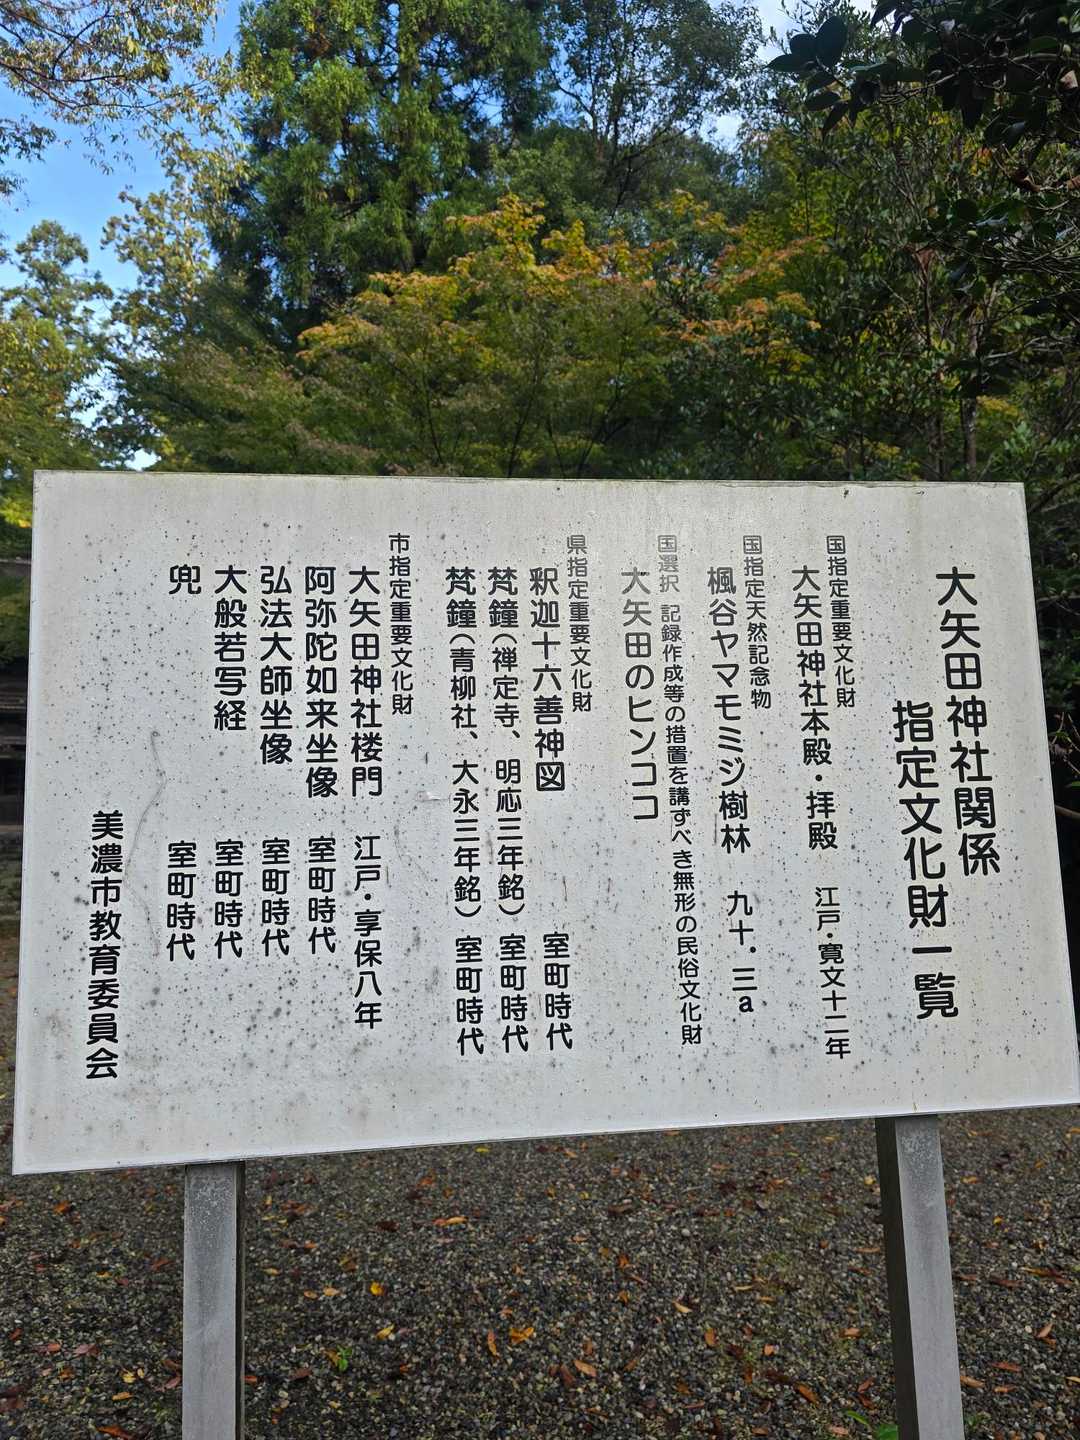 大矢田神社関係
指定文化財一覧
国指定重要文化財
大矢田神社本殿・拝殿 江戸・寛文十二年
国指定天然記念物
楓谷ヤマモミジ樹林 九十・三a
国選択 記録作成等の措置を講ずべき無形の民俗文化財
大矢田のヒンココ
県指定重要文化財
釈迦十六善神図 室町時代
梵鐘(禅定寺、明応三年銘) 室町時代
梵鐘(青柳社、大永三年銘) 室町時代
市指定重要文化財
大矢田神社楼門 江戸・享保八年
阿弥陀如来坐像 室町時代
弘法大師坐像 室町時代
大般若写経 室町時代
兜 室町時代
美濃市教育委員会